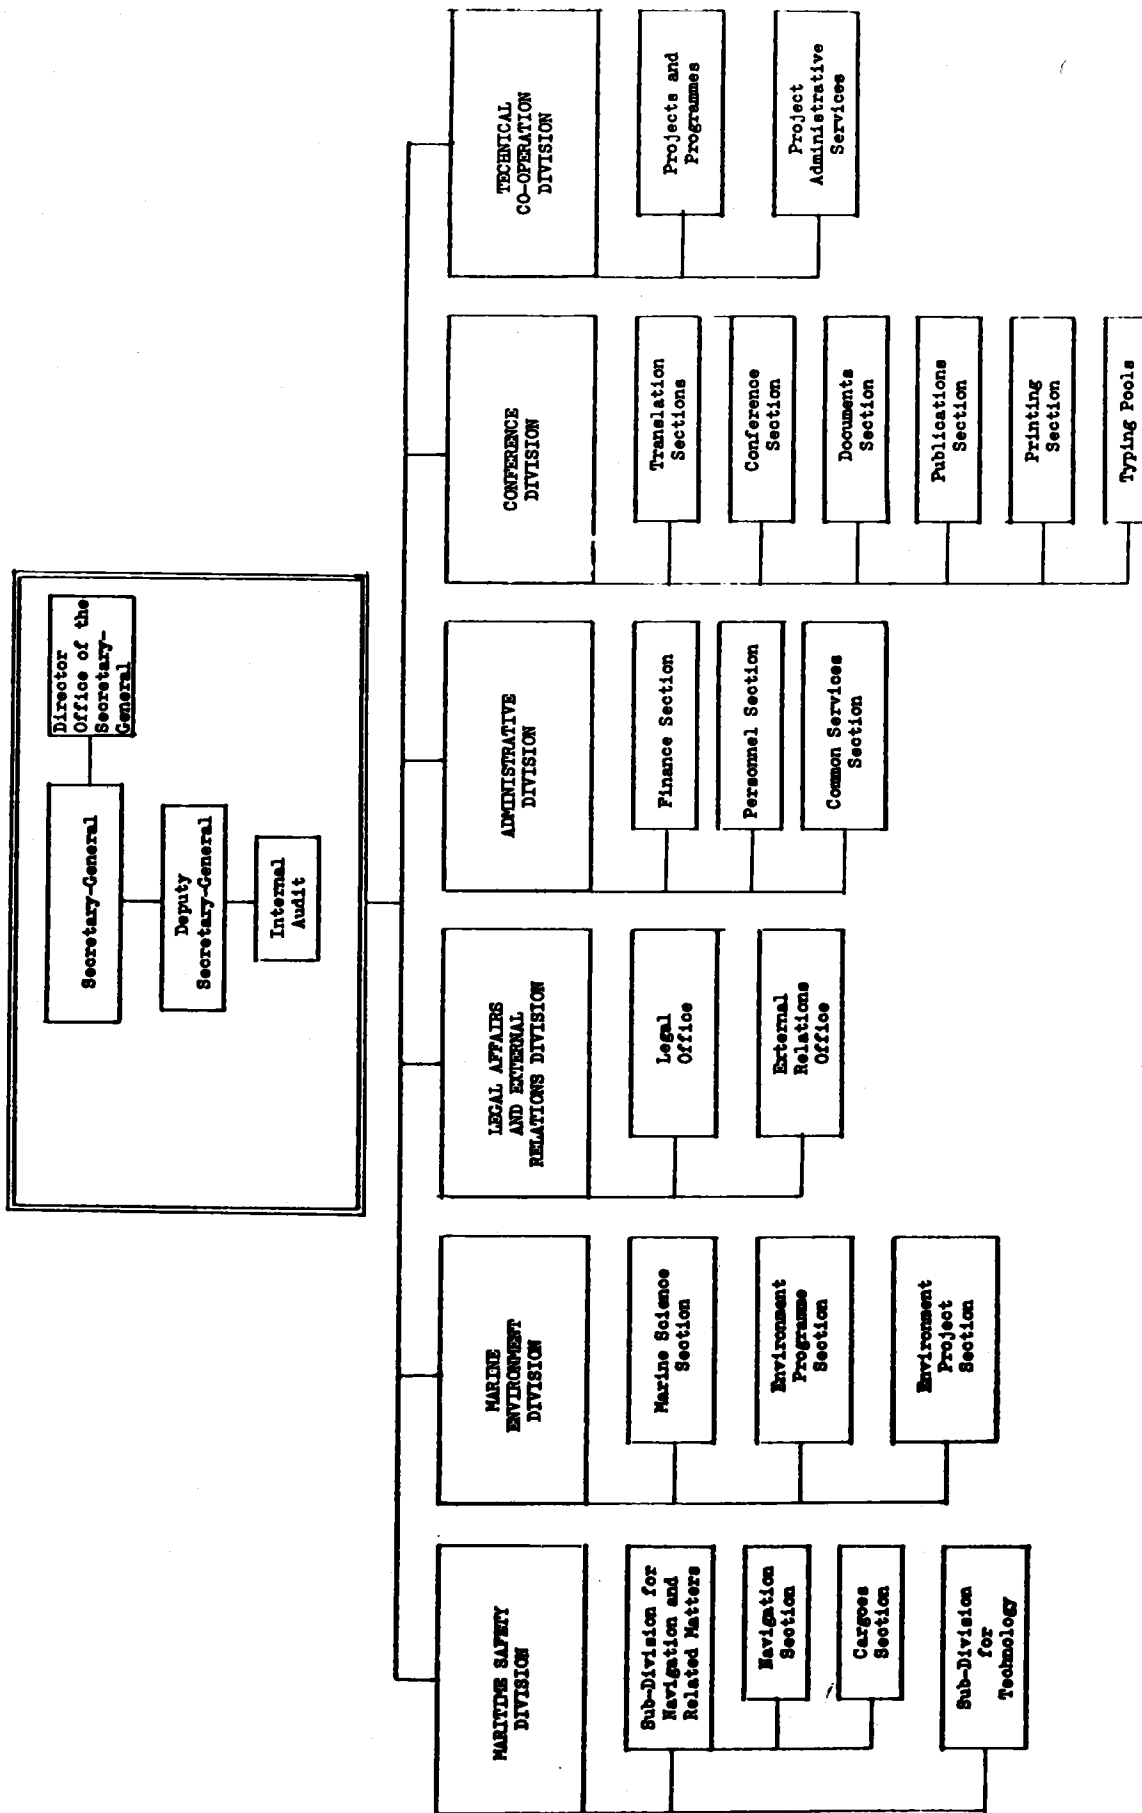 Secretary-General
Director
Office of the
Secretary-
General
Deputy
Secretary-General
Internal
Audit
MARITIME SAFETY
DIVISION
Sub-Division for
Navigation and
Related Matters
Navigation
Section
Cargoes
Section
Sub-Division
for
Technology
MARINE
ENVIRONMENT
DIVISION
Marine Science
Section
Environment
Programme
Section
Environment
Project
Section
LEGAL AFFAIRS
AND EXTERNAL
RELATIONS DIVISION
Legal
Office
External
Relations
Office
ADMINISTRATIVE
DIVISION
Finance Section
Personnel Section
Common Services
Section
CONFERENCE
DIVISION
Translation
Sections
Conference
Section
Documents
Section
Publications
Section
Printing
Section
Typing Pools
TECHNICAL
CO-OPERATION
DIVISION
Projects and
Programmes
Project
Administrative
Services